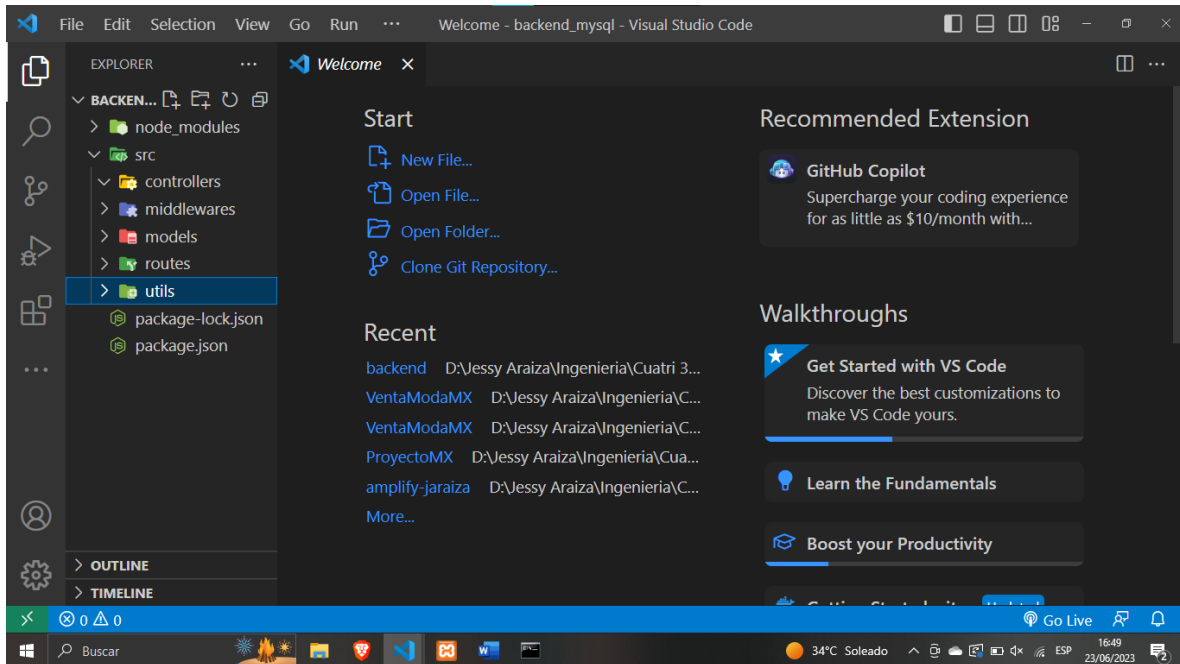 File Edit Selection View Go Run ··· Welcome - backend_mysql - Visual Studio Code
EXPLORER ···
Welcome
BACKEN...
node_modules
src
controllers
middlewares
models
routes
utils
package-lock.json
package.json
OUTLINE
TIMELINE
Start
New File...
Open File...
Open Folder...
Clone Git Repository...
Recent
backend D:\Jessy Araiza\Ingenieria\Cuatri 3...
VentaModaMX D:\Jessy Araiza\Ingenieria\C...
VentaModaMX D:\Jessy Araiza\Ingenieria\C...
ProyectoMX D:\Jessy Araiza\Ingenieria\Cua...
amplify-jaraiza D:\Jessy Araiza\Ingenieria\C...
More...
Recommended Extension
GitHub Copilot
Supercharge your coding experience
for as little as $10/month with...
Walkthroughs
Get Started with VS Code
Discover the best customizations to
make VS Code yours.
Learn the Fundamentals
Boost your Productivity
0 0 Go Live
Buscar 34°C Soleado ESP 16:49
23/06/2023 2